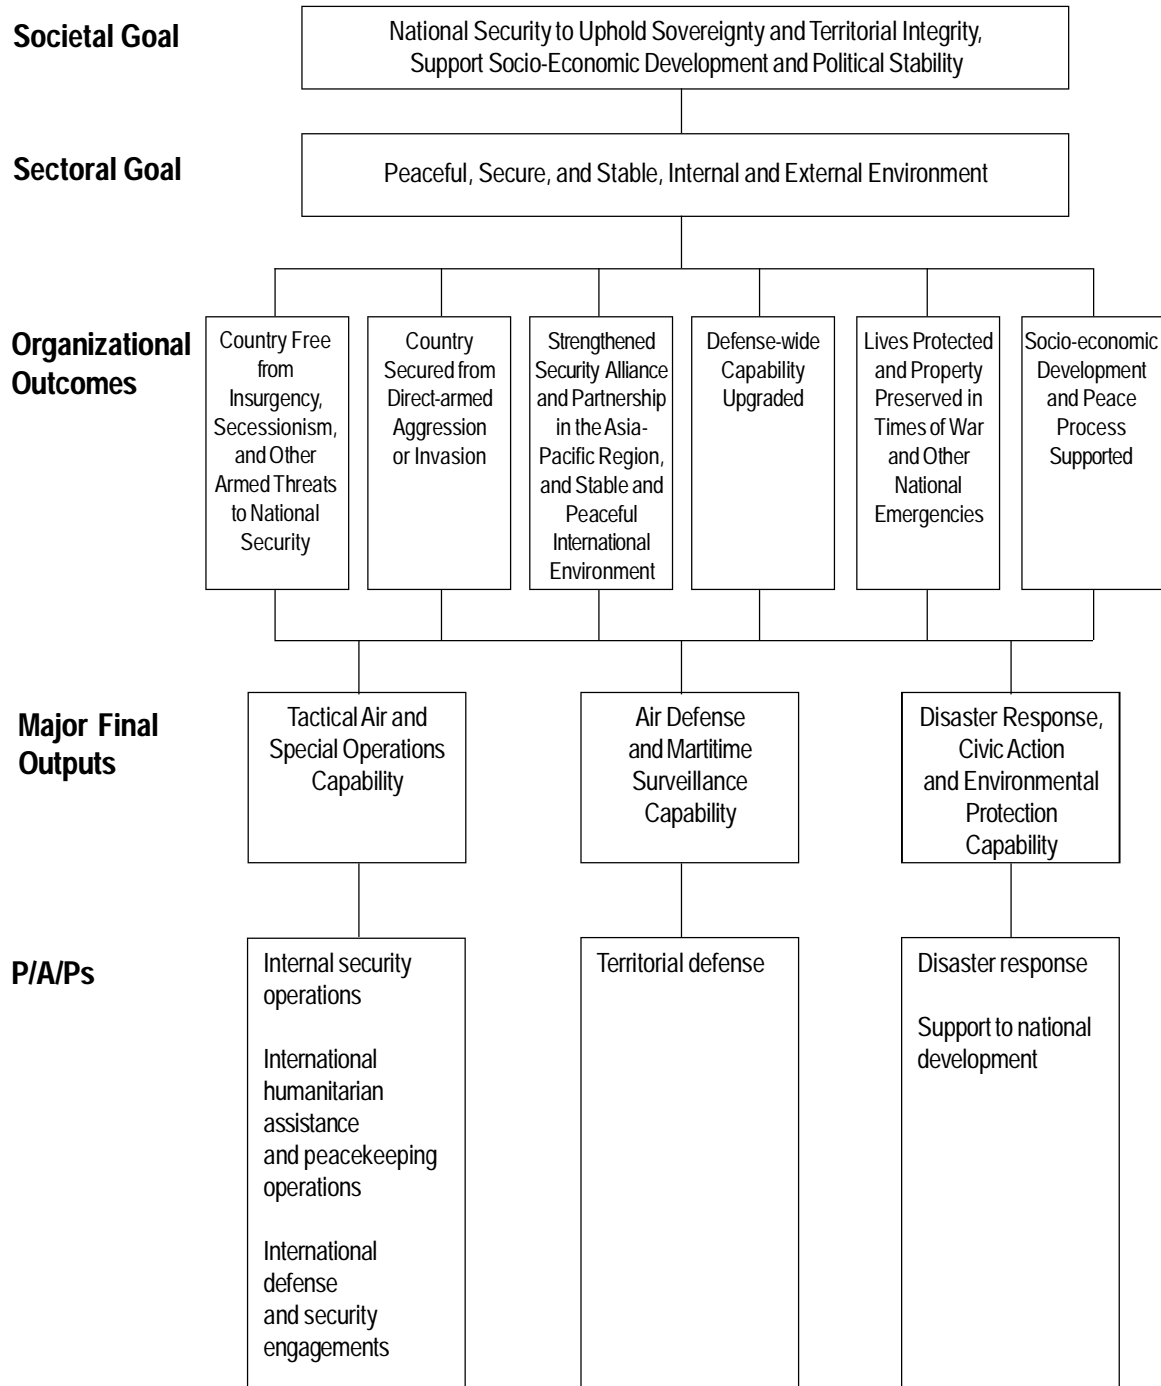 Societal Goal
National Security to Uphold Sovereignty and Territorial Integrity,
Support Socio-Economic Development and Political Stability
Sectoral Goal
Peaceful, Secure, and Stable, Internal and External Environment
Organizational
Outcomes
Country Free
from
Insurgency,
Secessionism,
and Other
Armed Threats
to National
Security
Country
Secured from
Direct-armed
Aggression
or Invasion
Strengthened
Security Alliance
and Partnership
in the Asia-
Pacific Region,
and Stable and
Peaceful
International
Environment
Defense-wide
Capability
Upgraded
Lives Protected
and Property
Preserved in
Times of War
and Other
National
Emergencies
Socio-economic
Development
and Peace
Process
Supported
Major Final
Outputs
Tactical Air and
Special Operations
Capability
Air Defense
and Martitime
Surveillance
Capability
Disaster Response,
Civic Action
and Environmental
Protection
Capability
P/A/Ps
Internal security
operations
International
humanitarian
assistance
and peacekeeping
operations
International
defense
and security
engagements
Territorial defense
Disaster response
Support to national
development